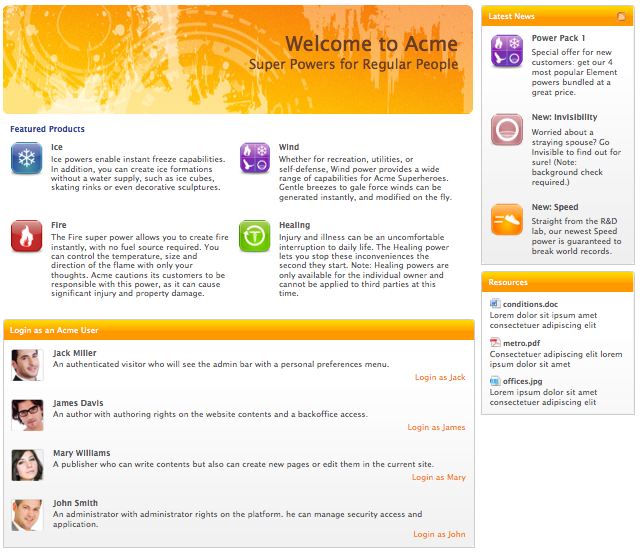 Welcome to Acme
Super Powers for Regular People
Featured Products
Ice
Ice powers enable instant freeze capabilities.
In addition, you can create ice formations
without a water supply, such as ice cubes,
skating rinks or even decorative sculptures.
Wind
Whether for recreation, utilities, or
self-defense, Wind power provides a wide
range of capabilities for Acme Superheroes.
Gentle breezes to gale force winds can be
generated instantly, and modified on the fly.
Fire
The Fire super power allows you to create fire
instantly, with no fuel source required. You
can control the temperature, size and
direction of the flame with only your
thoughts. Acme cautions its customers to be
responsible with this power, as it can cause
significant injury and property damage.
Healing
Injury and illness can be an uncomfortable
interruption to daily life. The Healing power
lets you stop these inconveniences the
second they start. Note: Healing powers are
only available for the individual owner and
cannot be applied to third parties at this
time.
Login as an Acme User
Jack Miller
An authenticated visitor who will see the admin bar with a personal preferences menu.
Login as Jack
James Davis
An author with authoring rights on the website contents and a backoffice access.
Login as James
Mary Williams
A publisher who can write contents but also can create new pages or edit them in the current site.
Login as Mary
John Smith
An administrator with administrator rights on the platform. he can manage security access and
application.
Login as John
Latest News
Power Pack 1
Special offer for new
customers: get our 4
most popular Element
powers bundled at a
great price.
New: Invisibility
Worried about a
straying spouse? Go
Invisible to find out for
sure! (Note:
background check
required.)
New: Speed
Straight from the R&D
lab, our newest Speed
power is guaranteed to
break world records.
Resources
conditions.doc
Lorem dolor sit ipsum amet
consectetuer adipiscing elit
metro.pdf
Consectetuer adipiscing elit lorem
ipsum dolor sit amet
offices.jpg
Lorem ipsum dolor sit amet
consectetuer adipiscing elit